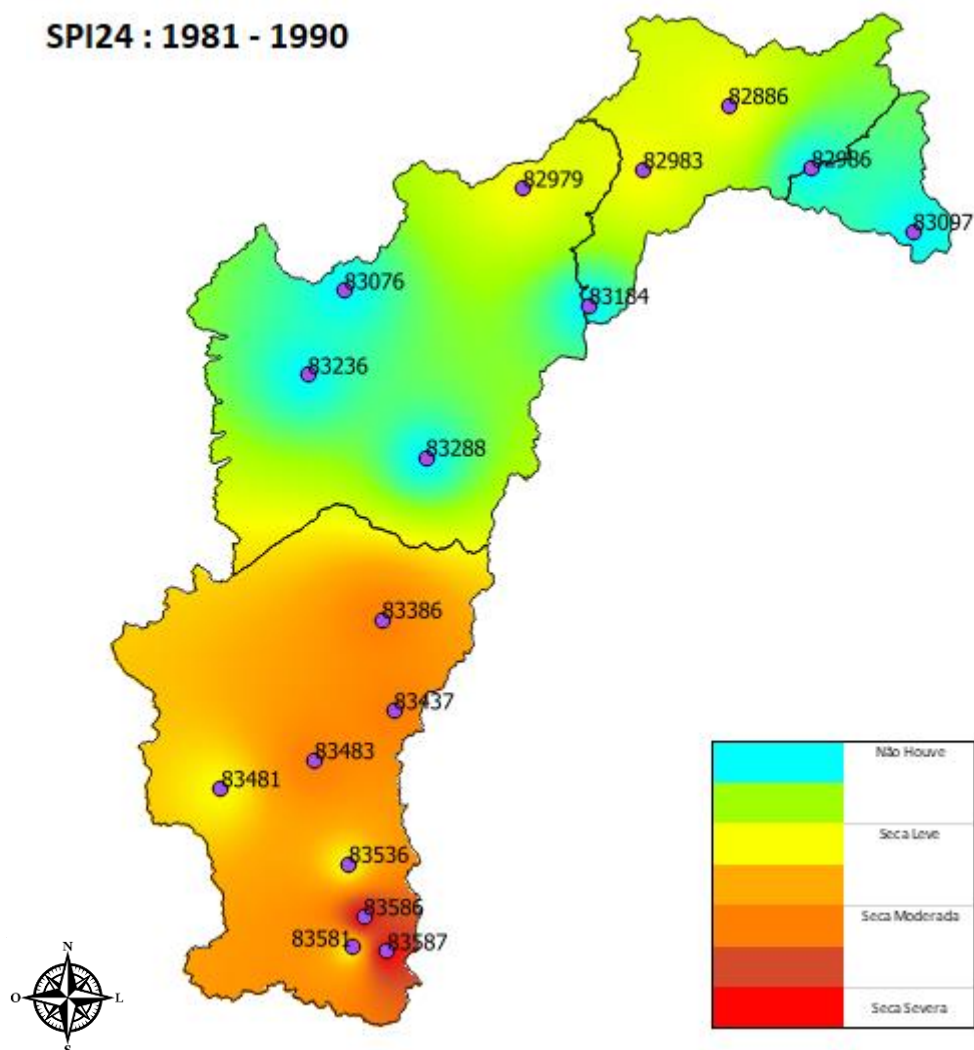 SPI24 : 1981 - 1990
82886
82986
82983
82979
83097
83076
83184
83236
83288
83386
83437
83483
83481
83536
83586
83581
83587
Não Houve
Seca Leve
Seca Moderada
Seca Severa
N
O
L
S